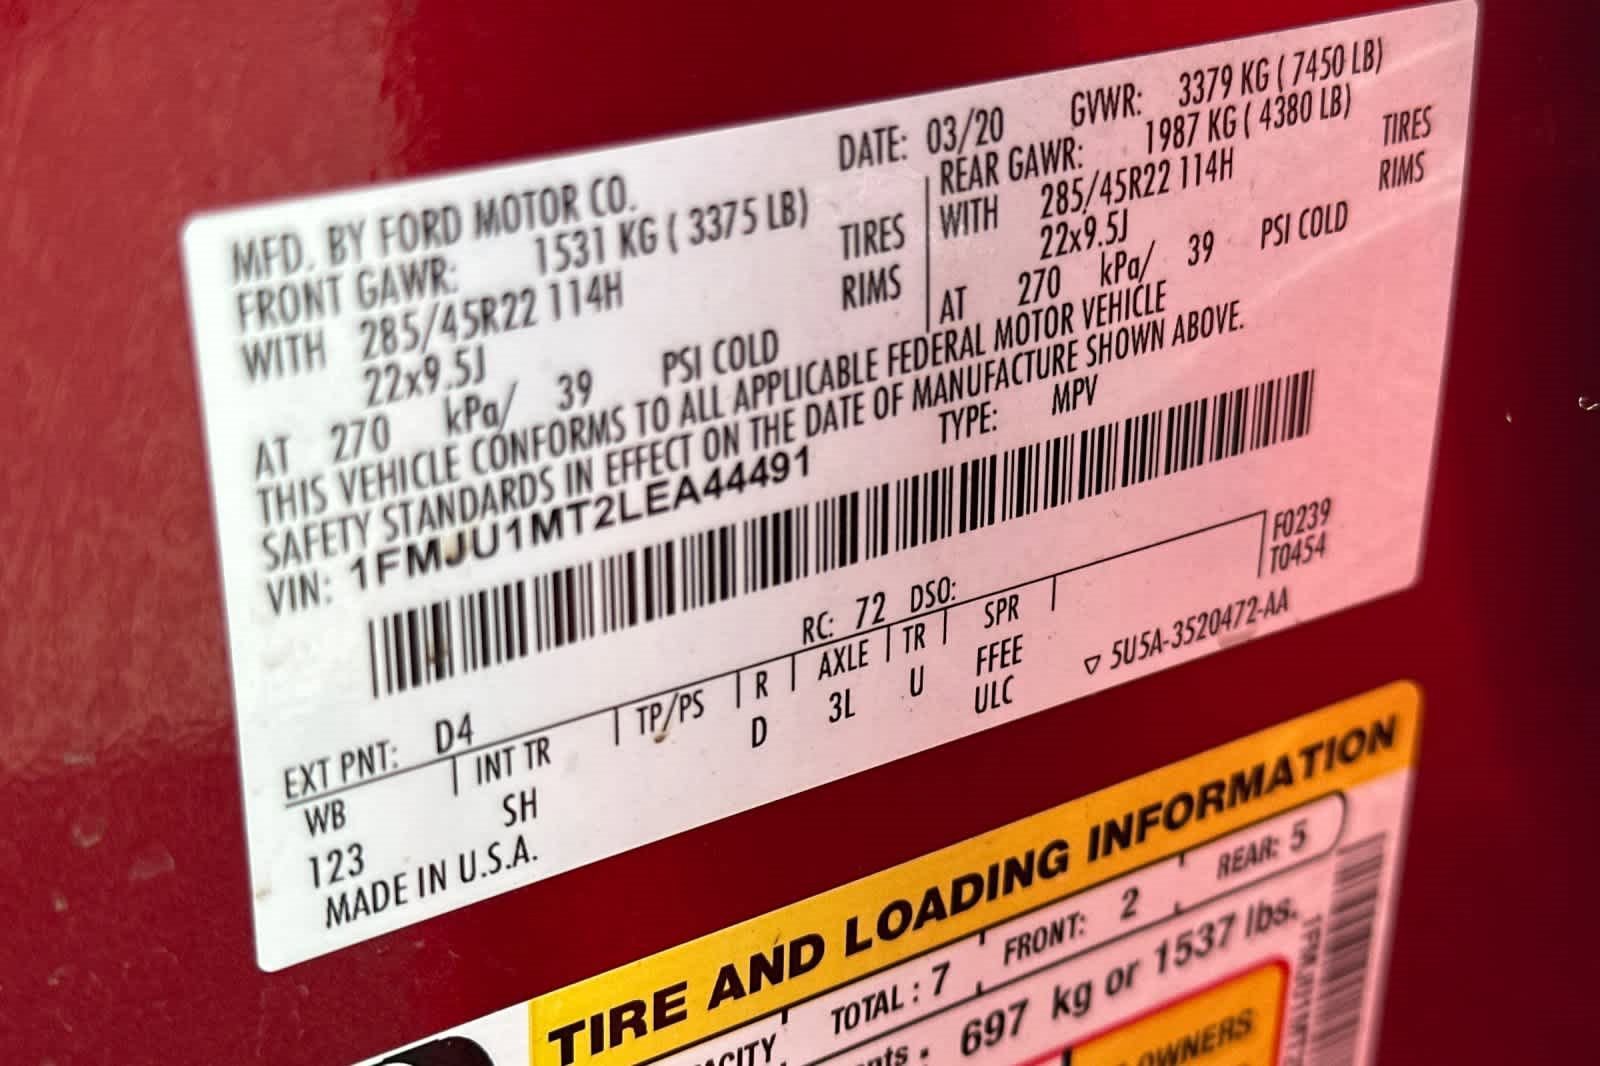 MFD. BY FORD MOTOR CO.
DATE: 03/20 GVWR: 3379 KG ( 7450 LB)
FRONT GAWR: 1531 KG ( 3375 LB)
WITH 285/45R22 114H TIRES
22x9.5J RIMS
AT 270 kPa/ 39 PSI COLD
REAR GAWR: 1987 KG ( 4380 LB)
WITH 285/45R22 114H TIRES
22x9.5J RIMS
AT 270 kPa/ 39 PSI COLD
THIS VEHICLE CONFORMS TO ALL APPLICABLE FEDERAL MOTOR VEHICLE
SAFETY STANDARDS IN EFFECT ON THE DATE OF MANUFACTURE SHOWN ABOVE.
VIN: 1FMJU1MT2LEA44491 TYPE: MPV
F0239
T0454
EXT PNT: D4 RC: 72 DSO:
WB INT TR TP/PS R AXLE TR SPR
123 SH D 3L U FFEE
ULC
MADE IN U.S.A. ▽ 5U5A-3520472-AA
TIRE AND LOADING INFORMATION
TOTAL : 7 FRONT: 2 REAR: 5
697 kg or 1537 lbs.
OWNERS